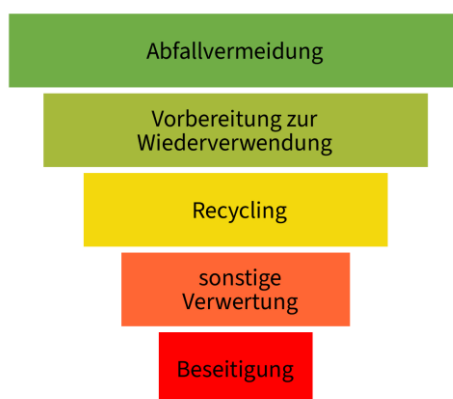 Abfallvermeidung
Vorbereitung zur
Wiederverwendung
Recycling
sonstige
Verwertung
Beseitigung